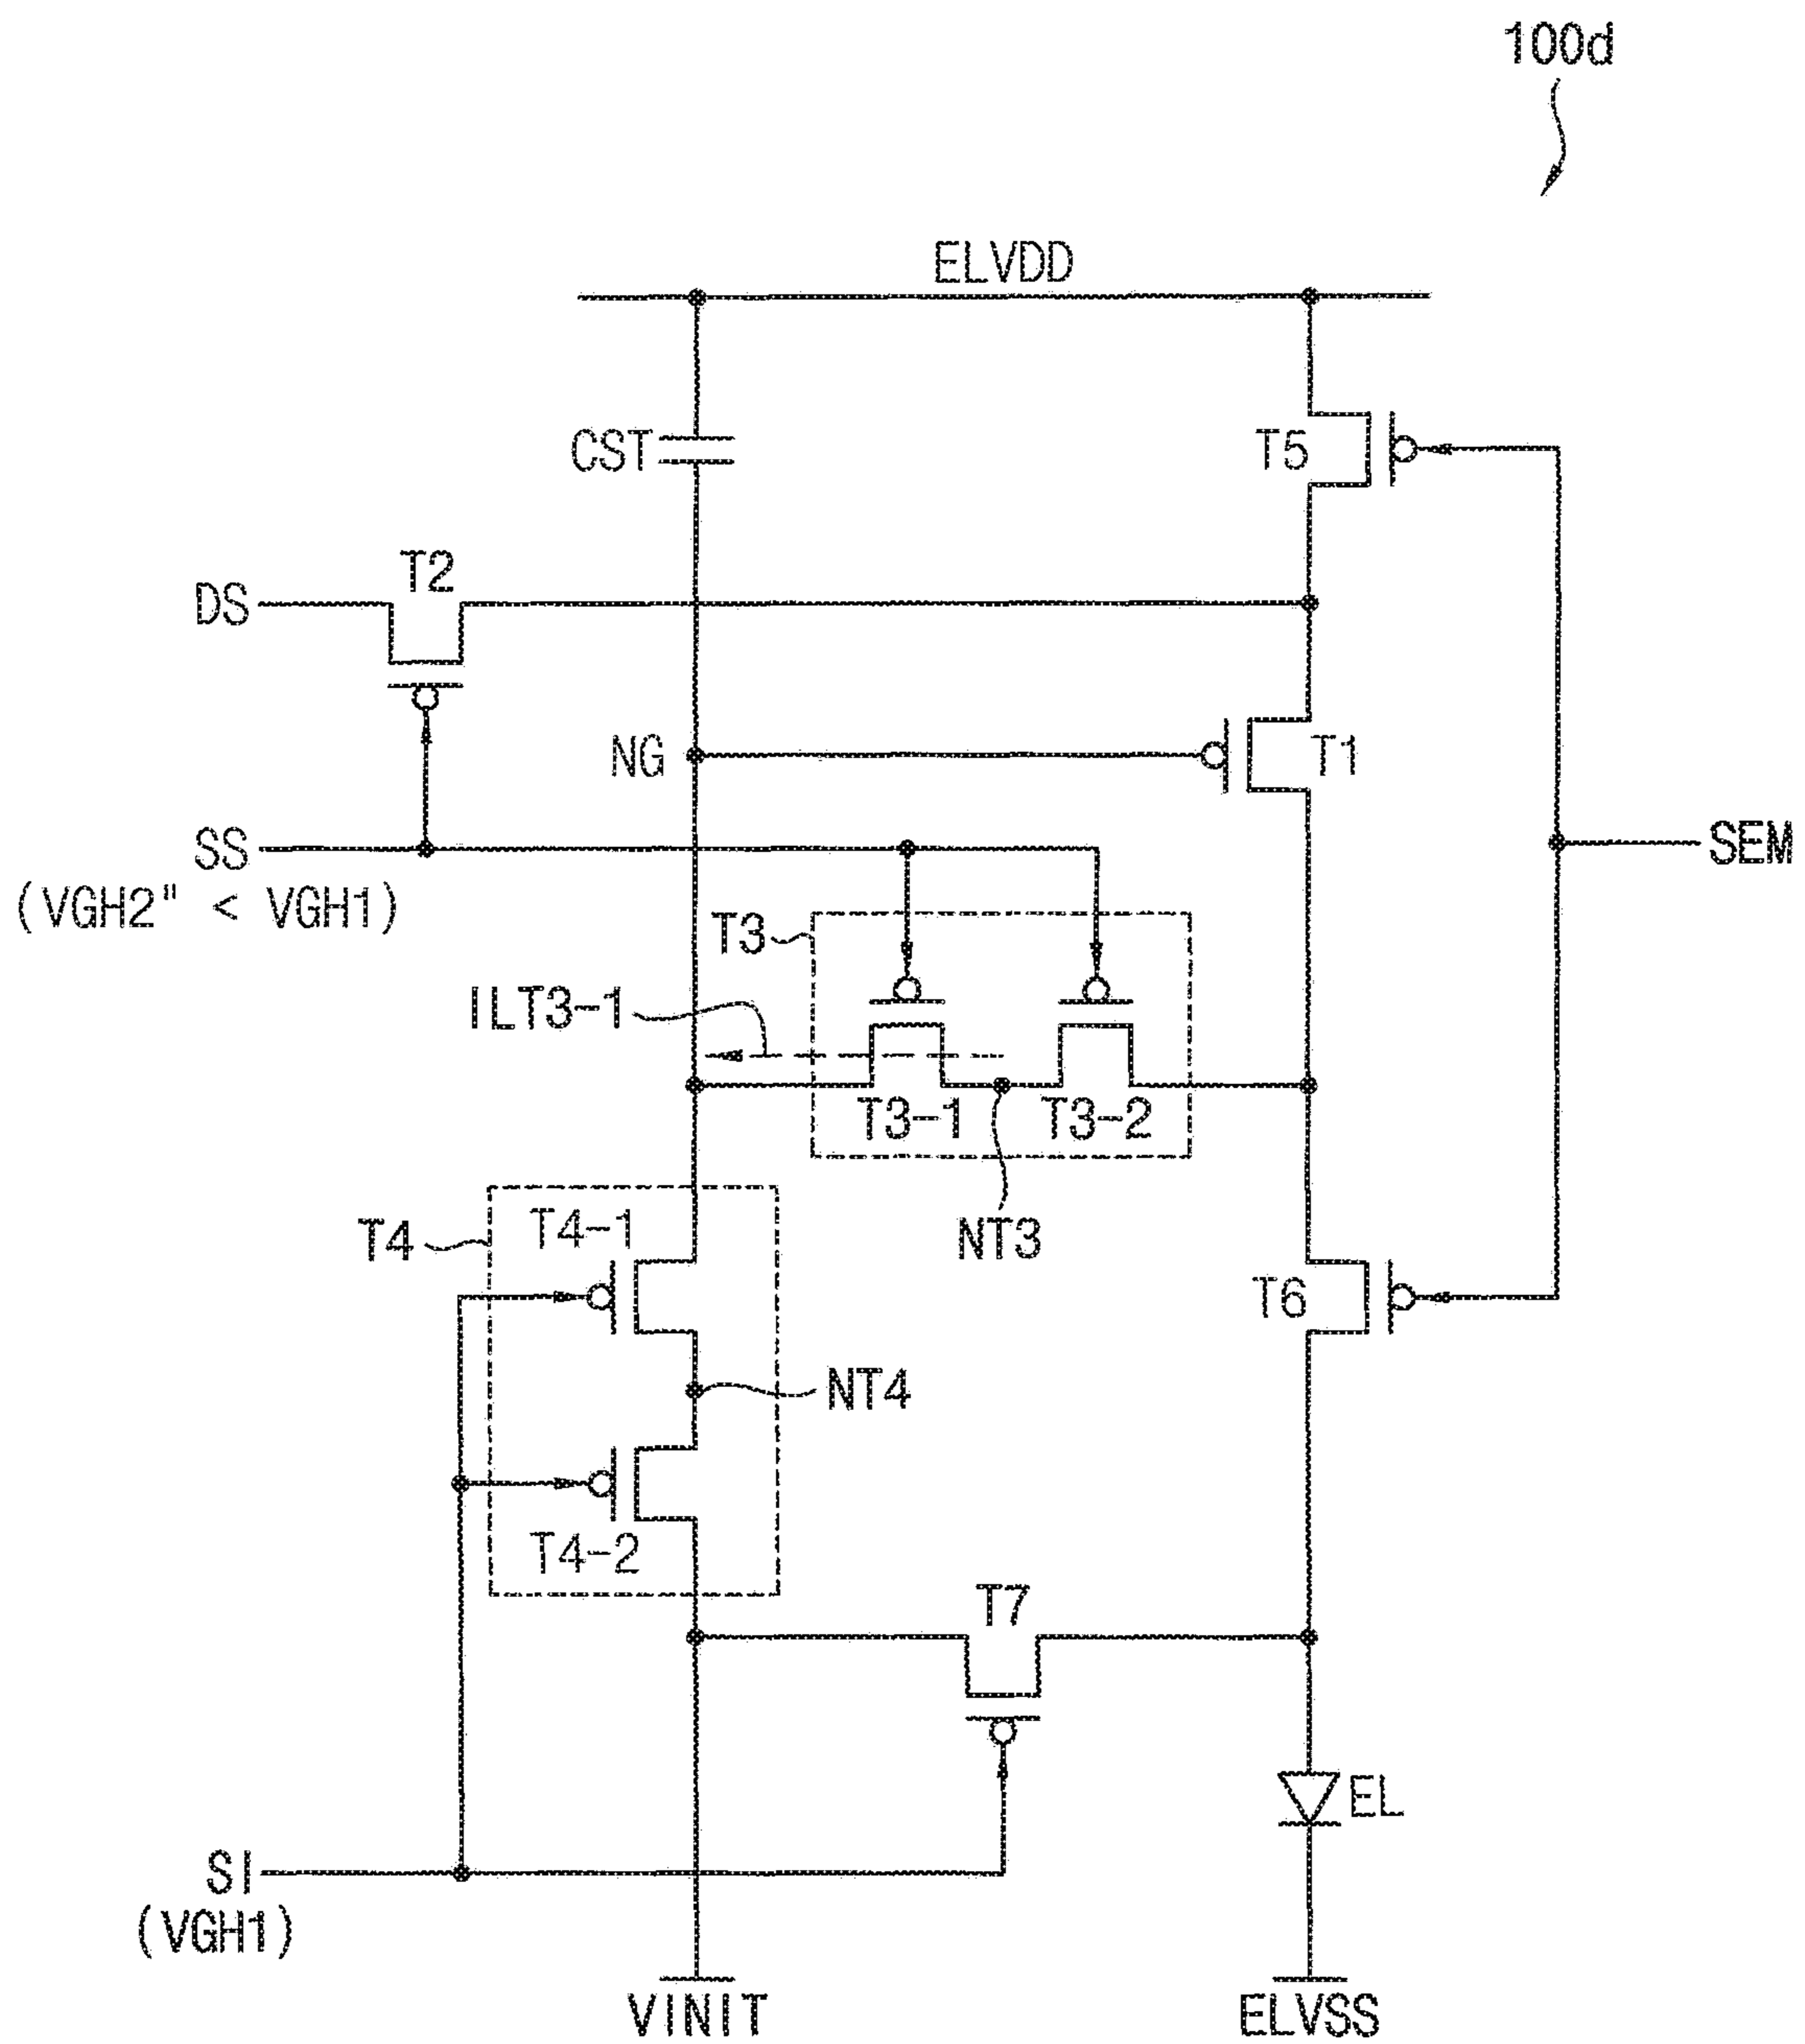 100d
ELVDD
CST
T5
T2
DS
NG
T1
SS
(VGH2" < VGH1)
SEM
T3
ILT3-1
T3-1
T3-2
NT3
T4
T4-1
T6
NT4
T4-2
T7
EL
SI
(VGH1)
VINIT
ELVSS